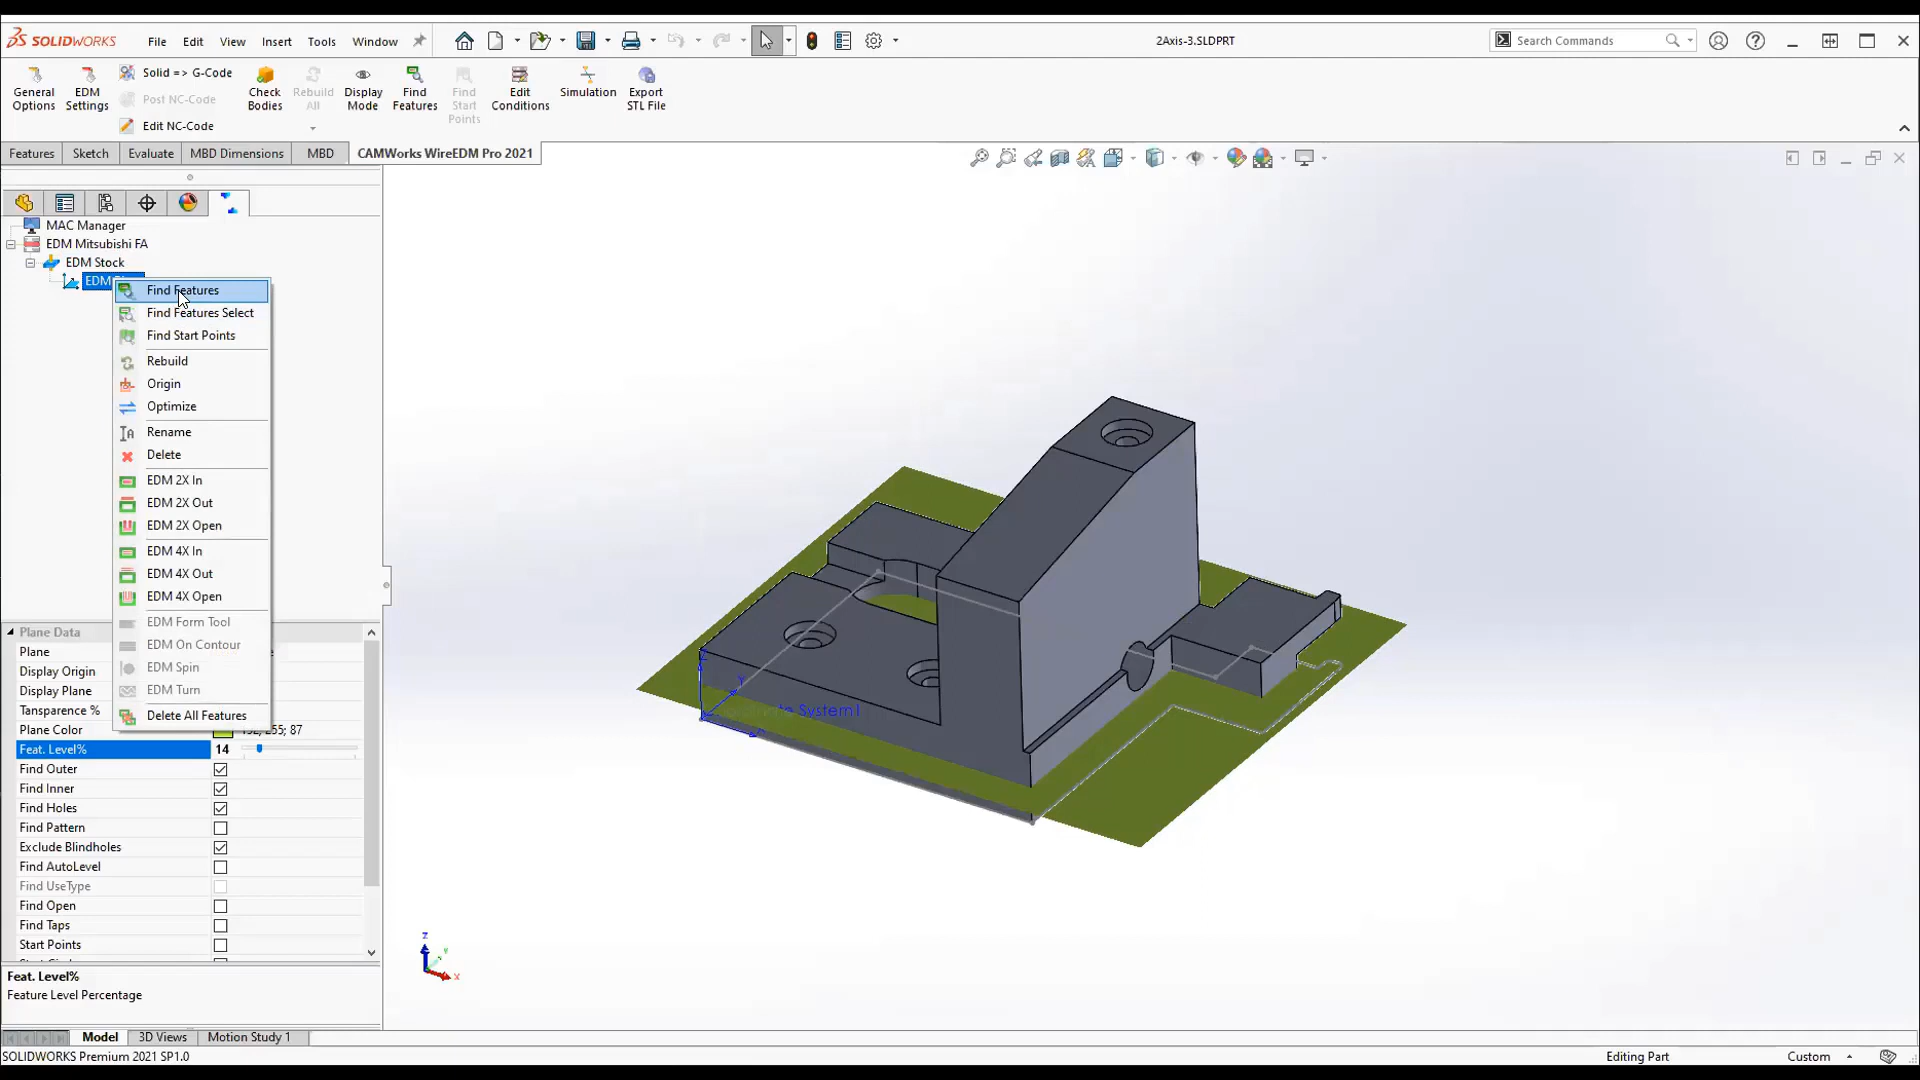 SOLIDWORKS File Edit View Insert Tools Window 2Axis-3.SLDPRT Search Commands
General Options
EDM Settings
Solid => G-Code
Post NC-Code
Edit NC-Code
Check Bodies
Rebuild All
Display Mode
Find Features
Find Start Points
Edit Conditions
Simulation
Export STL File
Features Sketch Evaluate MBD Dimensions MBD CAMWorks WireEDM Pro 2021
MAC Manager
EDM Mitsubishi FA
EDM Stock
EDM
Find Features
Find Features Select
Find Start Points
Rebuild
Origin
Optimize
Rename
Delete
EDM 2X In
EDM 2X Out
EDM 2X Open
EDM 4X In
EDM 4X Out
EDM 4X Open
EDM Form Tool
EDM On Contour
EDM Spin
EDM Turn
Delete All Features
Plane Data
Plane
Display Origin
Display Plane
Transparence %
Plane Color 255; 87
Feat. Level% 14
Find Outer
Find Inner
Find Holes
Find Pattern
Exclude Blindholes
Find AutoLevel
Find UseType
Find Open
Find Taps
Start Points
Feat. Level%
Feature Level Percentage
System1
Y
Z
Y
X
Model 3D Views Motion Study 1
SOLIDWORKS Premium 2021 SP1.0 Editing Part Custom